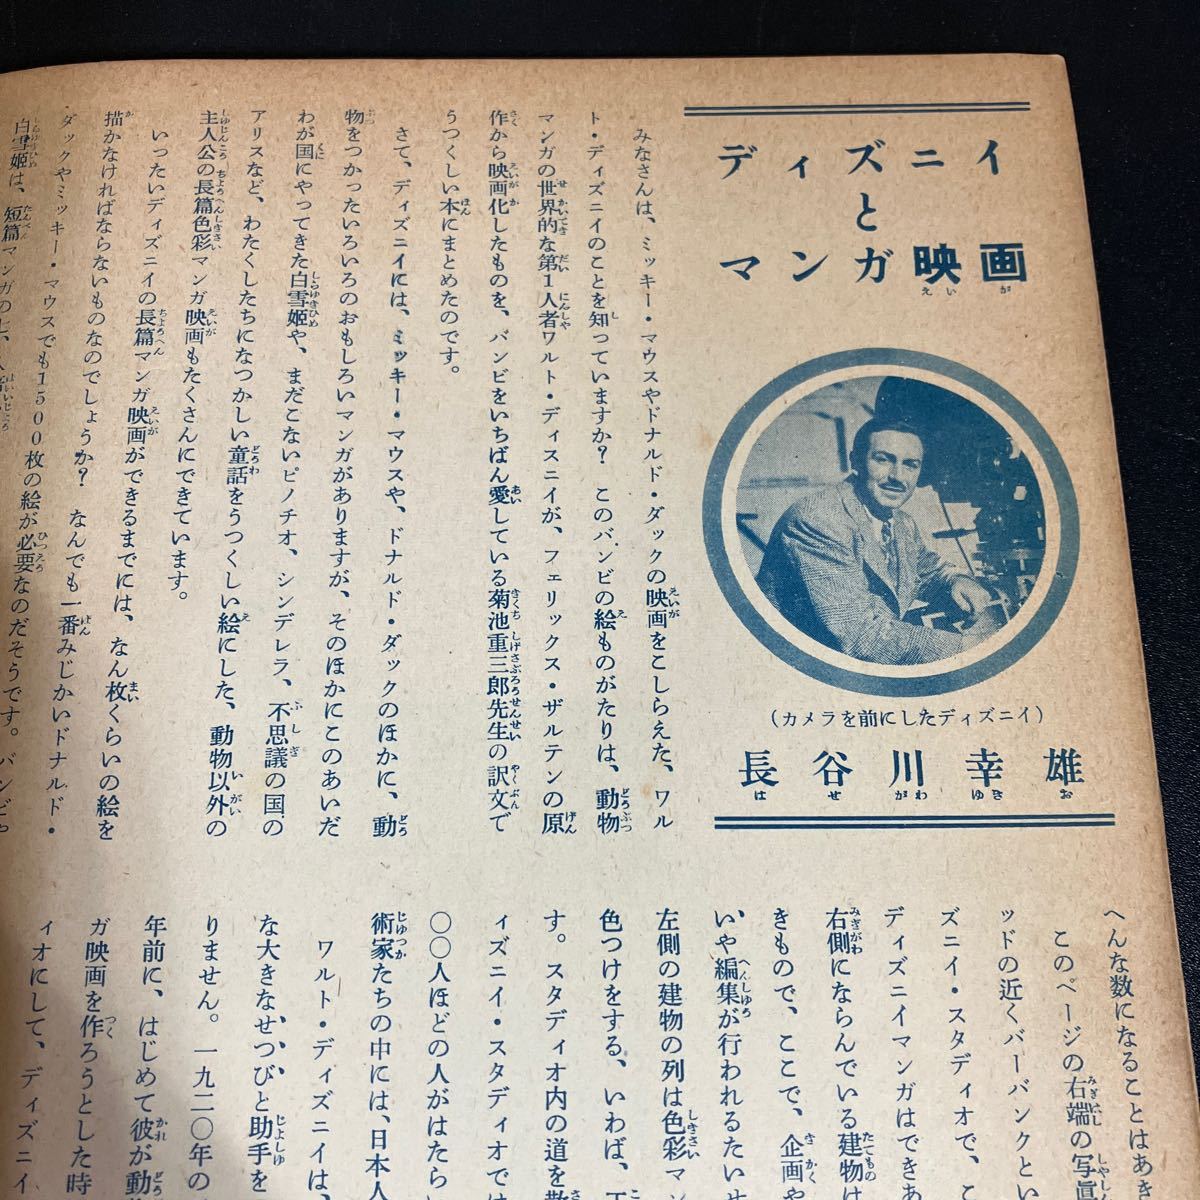 ディズニイ
と
マンガ映画
えいが
(カメラを前にしたディズニイ)
長谷川幸雄
はせがわゆきお
みなさんは、ミッキー・マウスやドナルド・ダックの映画をこしらえた、ワル
ト・ディズニイのことを知っていますか? このバンビの絵ものがたりは、動物
マンガの世界的な第1人者ワルト・ディスニイが、フェリックス・ザルテンの原
作から映画化したものを、バンビをいちばん愛している菊池重三郎先生の訳文で
うつくしい本にまとめたのです。
さて、ディズニイには、ミッキー・マウスや、ドナルド・ダックのほかに、動
物をつかったいろいろのおもしろいマンガがありますが、そのほかにこのあいだ
わが国にやってきた白雪姫や、まだこないピノチオ、シンデレラ、不思議の国の
アリスなど、わたくしたちになつかしい童話をうつくしい絵にした、動物以外の
主人公の長篇色彩マンガ映画もたくさんにできています。
いったいディズニイの長篇マンガ映画ができるまでには、なん枚くらいの絵を
描かなければならないものなのでしょうか? なんでも一番みじかいドナルド・
ダックやミッキー・マウスでも1500枚の絵が必要なのだそうです。バンビや
白雪姫は、短篇マンガの七、八
へんな数になることはあき
このページの右端の写眞
ッドの近くバーバンクとい
ズニイ・スタディオで、こ
ディズニイマンガはできあ
右側にならんでいる建物は
きもので、ここで、企画や
いや編集が行われるたいせ
左側の建物の列は色彩マ
色つけをする、いわば、工
す。スタディオ内の道を散
ィズニイ・スタディオでは
〇〇人ほどの人がはたらい
術家たちの中には、日本人
ワルト・ディズニイは、
な大きなせつびと助手を
りません。一九二〇年の
年前に、はじめて彼が動
ガ映画を作ろうとした時
ィオにして、ディズニイ